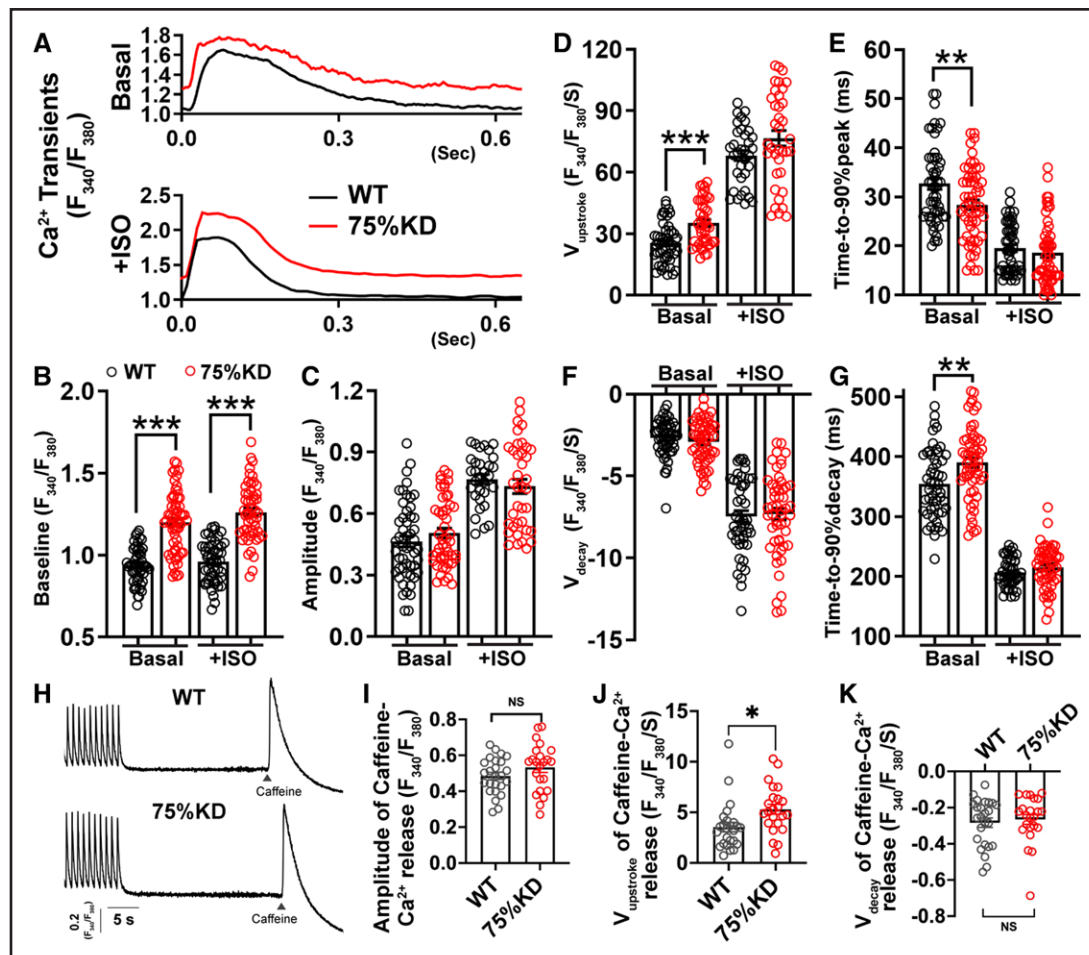 A
Ca²⁺ Transients
(F₃₄₀/F₃₈₀)
Basal
1.8
1.6
1.4
1.2
1.0
0.0
0.3
0.6
(Sec)
+ISO
2.5
2.0
1.5
1.0
WT
75%KD
0.0
0.3
0.6
(Sec)
B
WT
75%KD
Baseline (F₃₄₀/F₃₈₀)
2.0
1.5
1.0
0.5
***
***
Basal
+ISO
C
Amplitude (F₃₄₀/F₃₈₀)
1.2
0.9
0.6
0.3
0.0
Basal
+ISO
D
V_upstroke (F₃₄₀/F₃₈₀/S)
120
90
60
30
0
***
Basal
+ISO
E
Time-to-90%peak (ms)
60
50
40
30
20
10
**
Basal
+ISO
F
Basal
+ISO
V_decay (F₃₄₀/F₃₈₀/S)
0
-5
-10
-15
G
Time-to-90%decay (ms)
500
400
300
200
100
**
Basal
+ISO
H
WT
Caffeine
75%KD
Caffeine
0.2
(F₃₄₀/F₃₈₀)
5 s
I
Amplitude of Caffeine-
Ca²⁺ release (F₃₄₀/F₃₈₀)
0.8
0.6
0.4
0.2
0.0
NS
WT
75%KD
J
V_upstroke of Caffeine-Ca²⁺
release (F₃₄₀/F₃₈₀/S)
15
10
5
0
*
WT
75%KD
K
V_decay of Caffeine-Ca²⁺
release (F₃₄₀/F₃₈₀/S)
WT
75%KD
0.0
-0.2
-0.4
-0.6
-0.8
NS